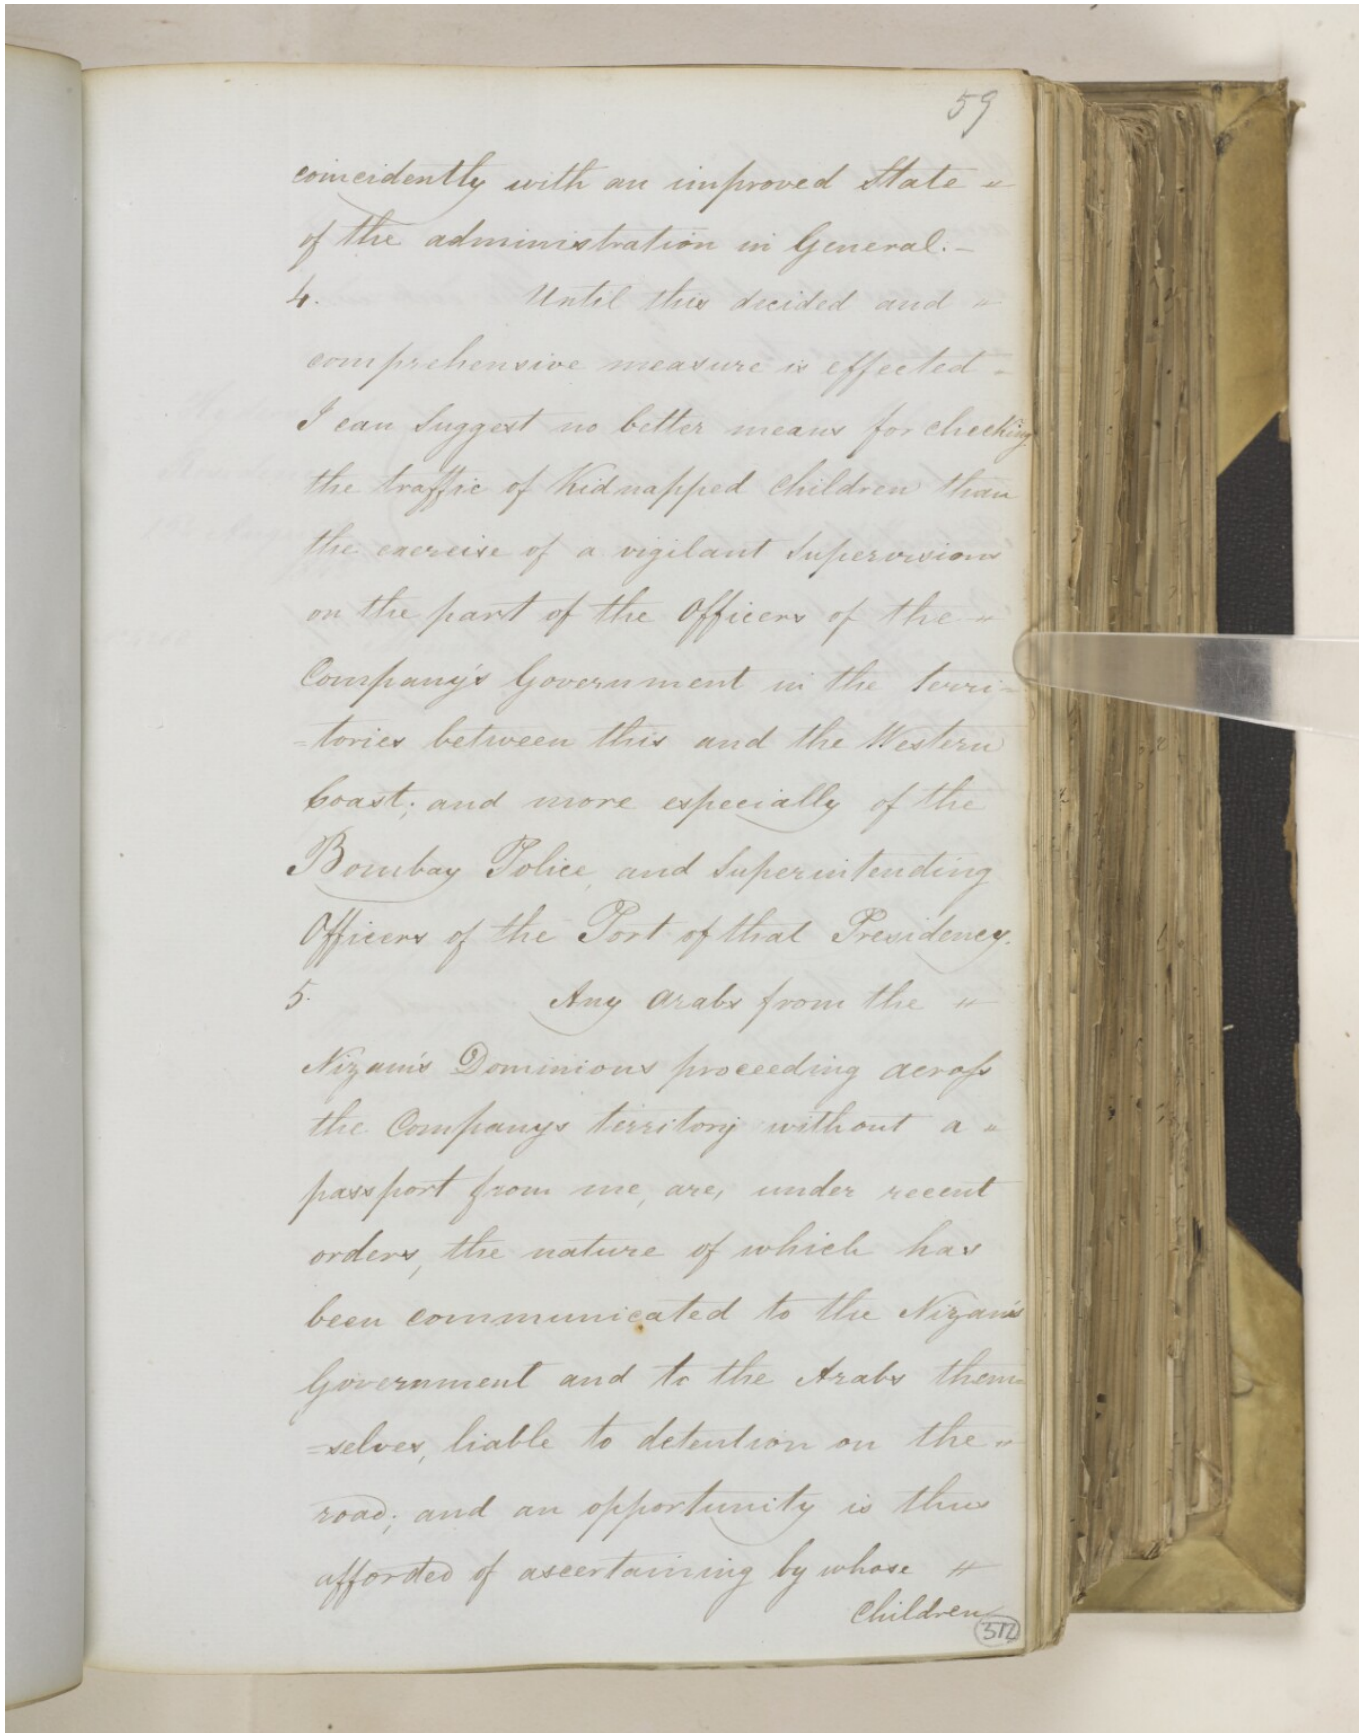 59
coincidently with an improved State "
of the administration in General. -
4. Until this decided and "
comprehensive measure is effected -
I can Suggest no better means for checking
the traffic of Kidnapped Children than
the exercise of a vigilant Supervision
on the part of the Officers of the "
Company's Government in the terri=
=tories between this and the Western
Coast; and more especially of the
Bombay Police, and Superintending
Officers of the Port of that Presidency.
5. Any Arabs from the "
Nizam's Dominions proceeding across
the Companys territory without a "
passport from me, are, under recent
orders, the nature of which has
been communicated to the Nizam's
Government and to the Arabs them=
=selves, liable to detention on the "
road; and an opportunity is thus
afforded of ascertaining by whose "
Children
312